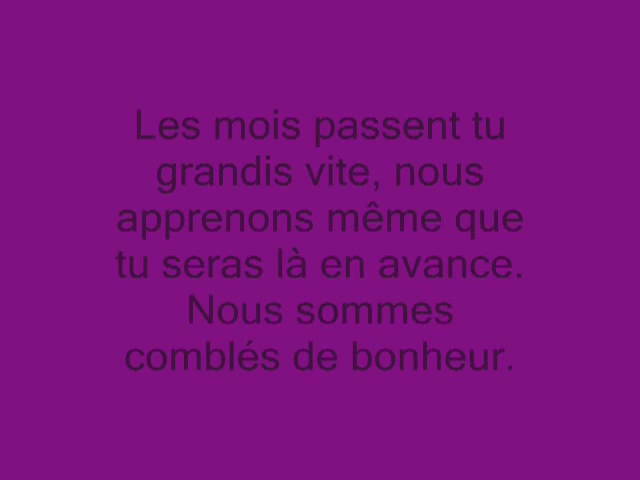 Les mois passent tu
grandis vite, nous
apprenons même que
tu seras là en avance.
Nous sommes
comblés de bonheur.